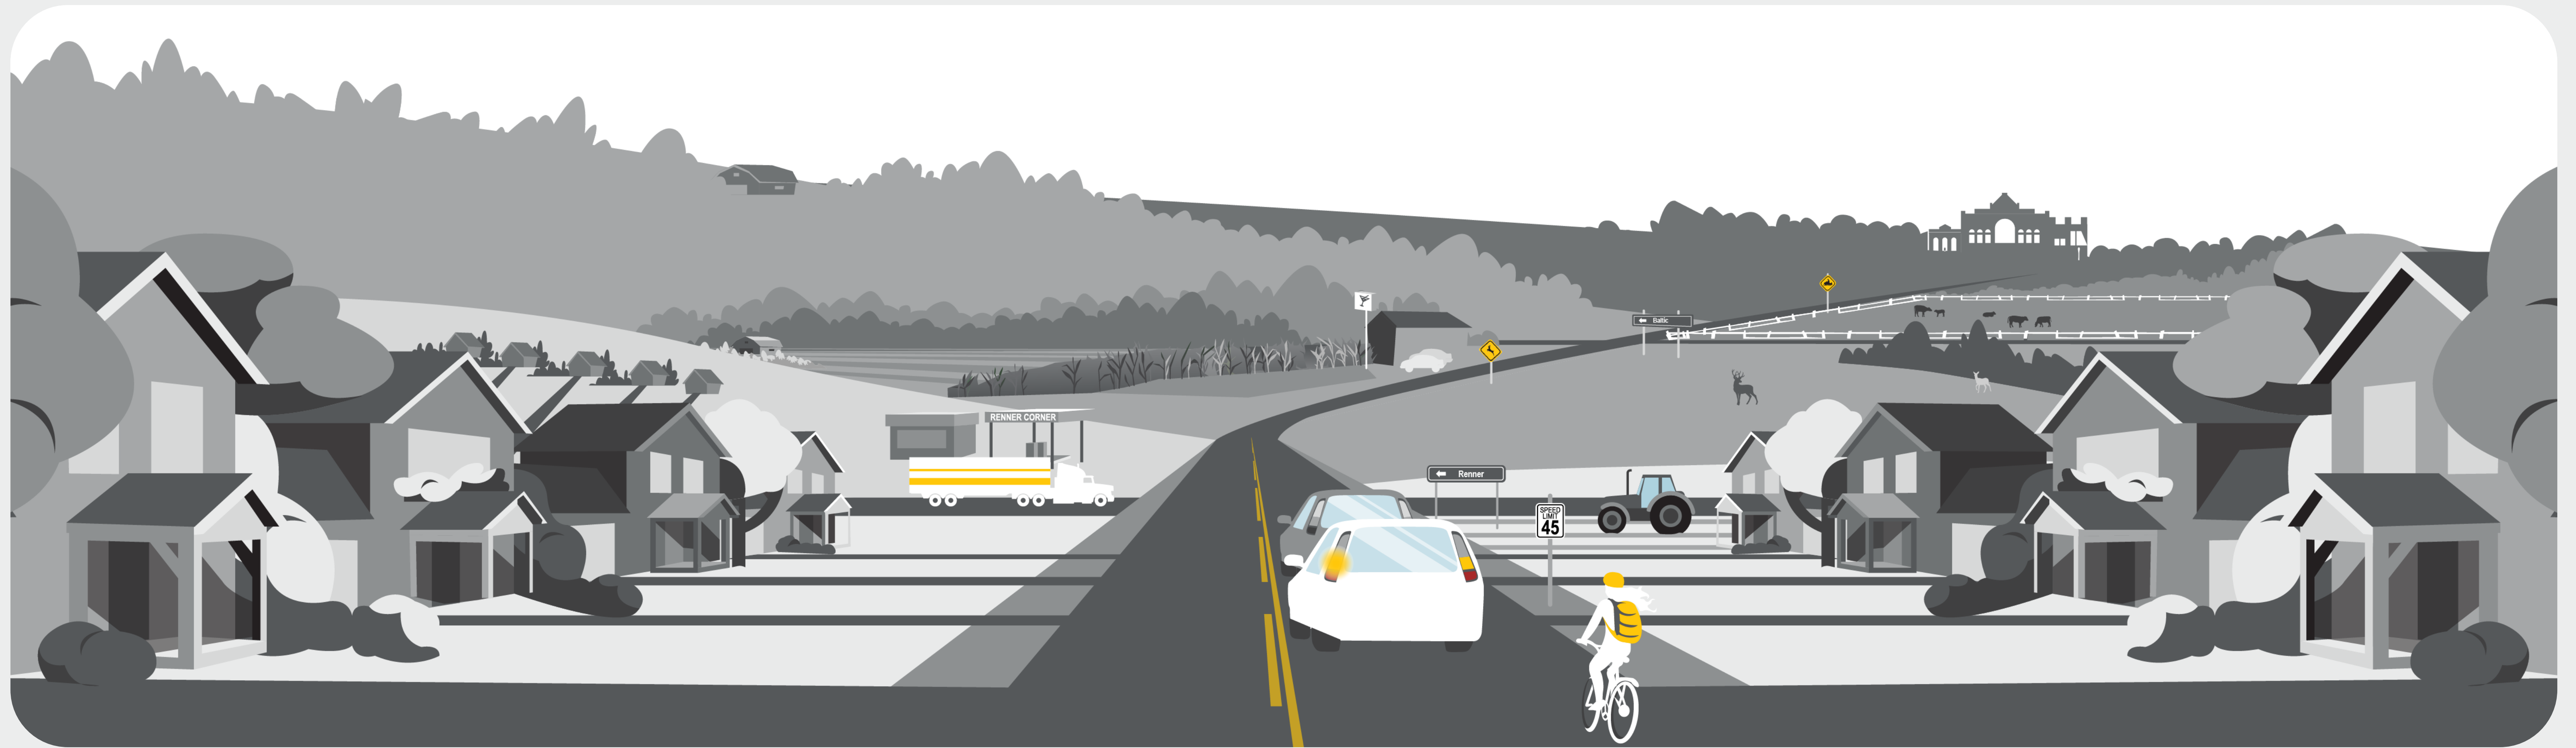 ← Baltic
RENNER CORNER
← Renner
SPEED
LIMIT
45